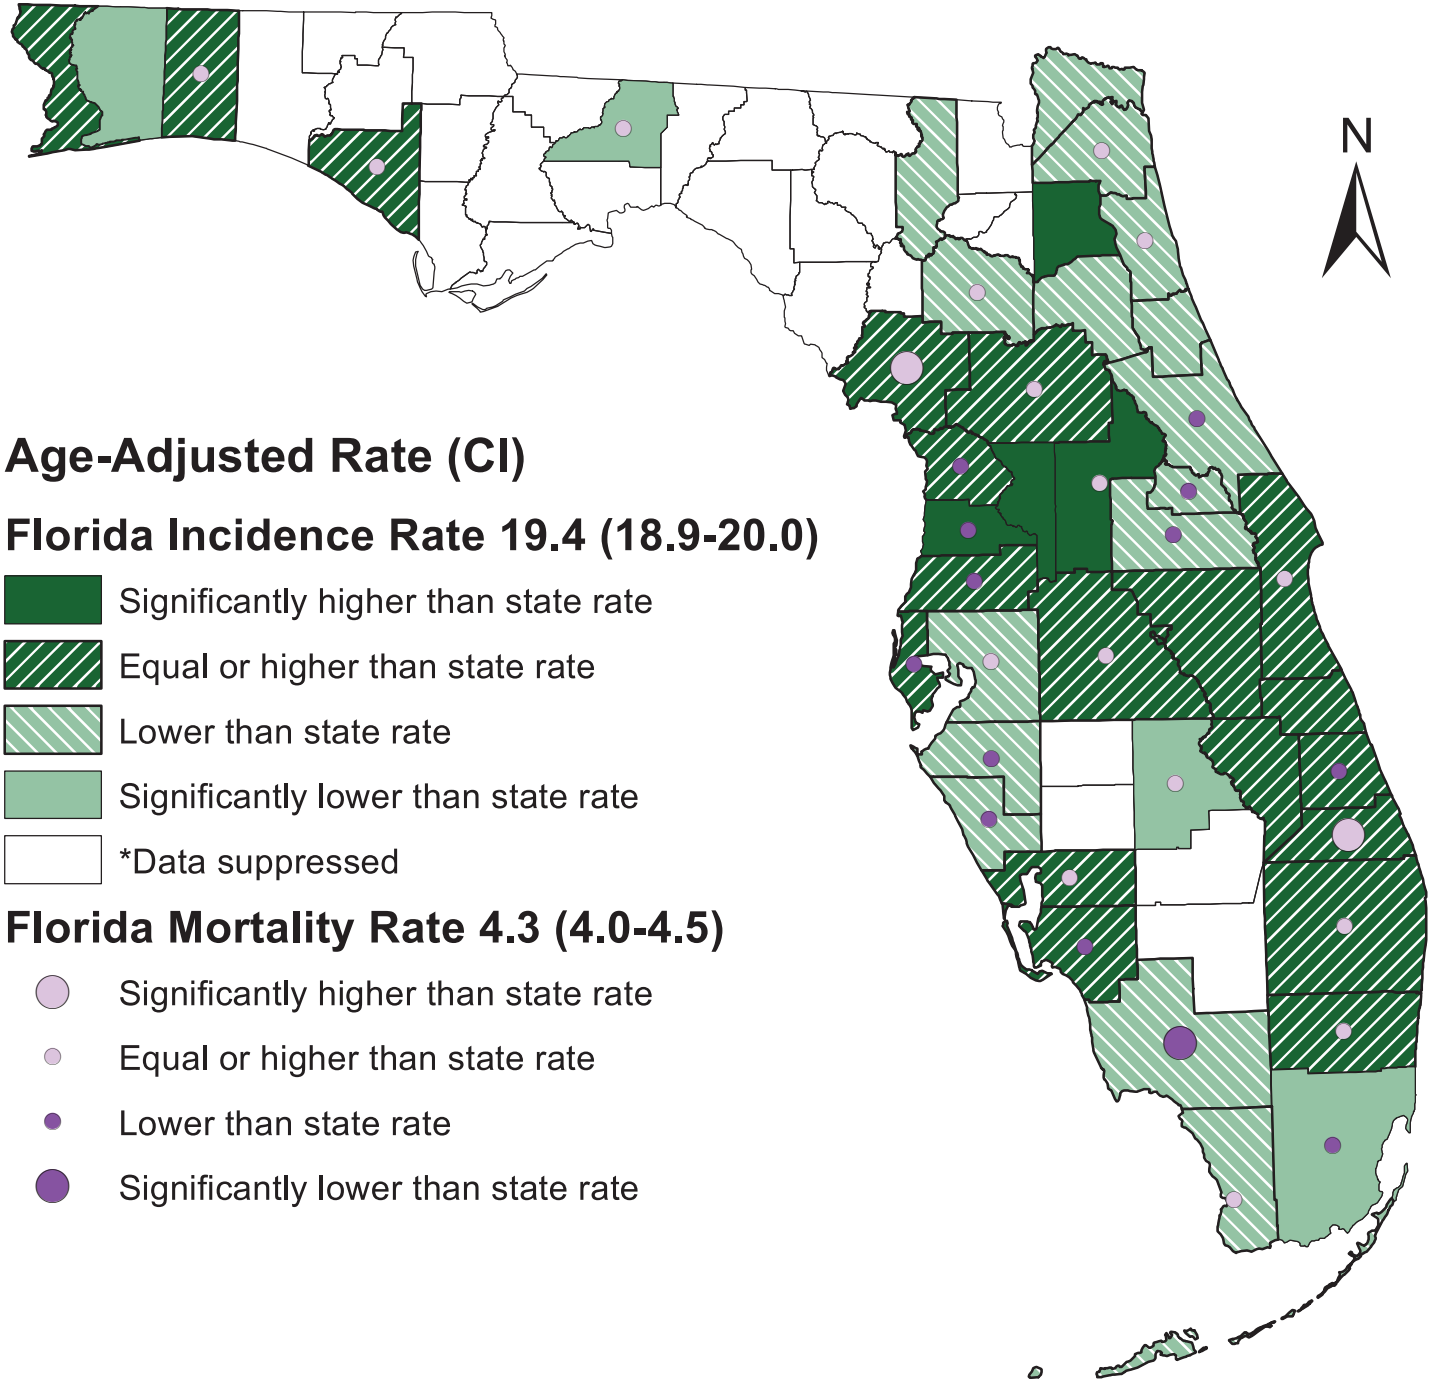 N
Age-Adjusted Rate (CI)
Florida Incidence Rate 19.4 (18.9-20.0)
Significantly higher than state rate
Equal or higher than state rate
Lower than state rate
Significantly lower than state rate
*Data suppressed
Florida Mortality Rate 4.3 (4.0-4.5)
Significantly higher than state rate
Equal or higher than state rate
Lower than state rate
Significantly lower than state rate